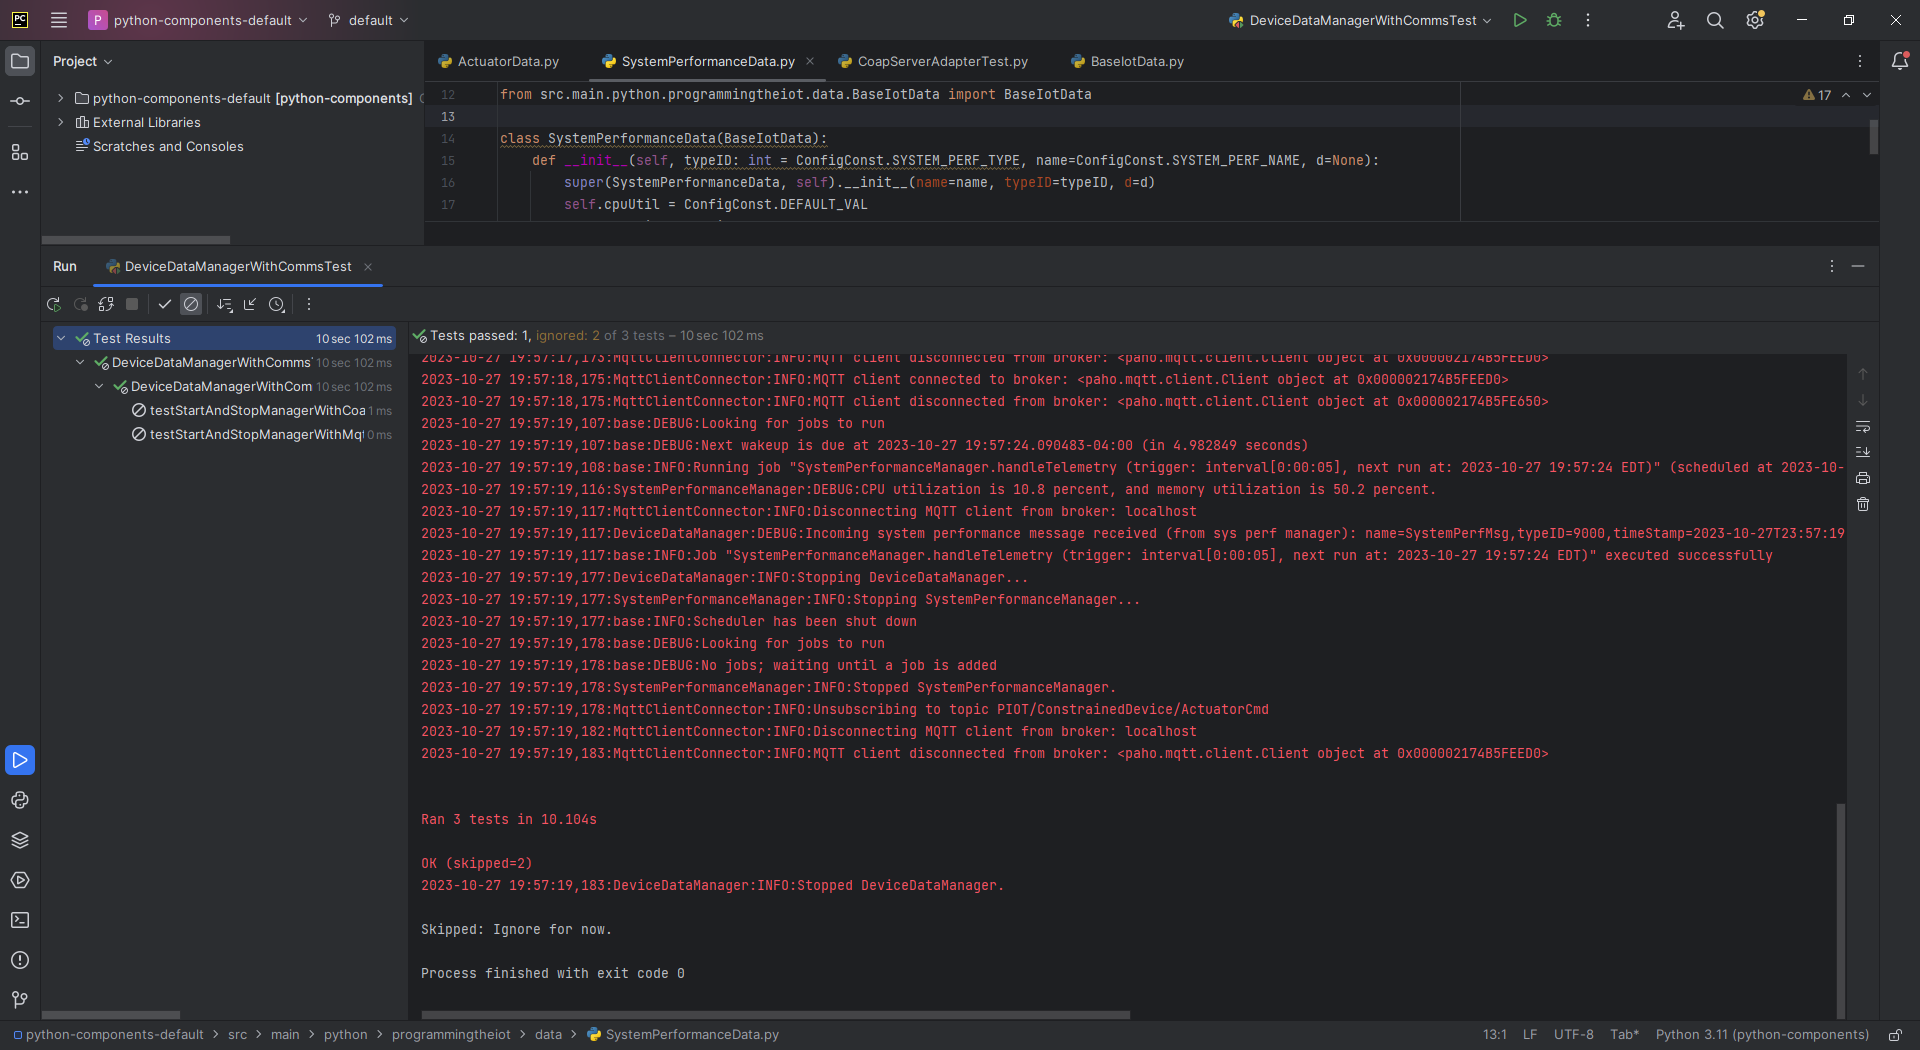 PC P python-components-default default DeviceDataManagerWithCommsTest
Project
python-components-default [python-components]
External Libraries
Scratches and Consoles
ActuatorData.py SystemPerformanceData.py CoapServerAdapterTest.py BaseIotData.py
12 from src.main.python.programmingtheiot.data.BaseIotData import BaseIotData
17
13
14 class SystemPerformanceData(BaseIotData):
15 def __init__(self, typeID: int = ConfigConst.SYSTEM_PERF_TYPE, name=ConfigConst.SYSTEM_PERF_NAME, d=None):
16 super(SystemPerformanceData, self).__init__(name=name, typeID=typeID, d=d)
17 self.cpuUtil = ConfigConst.DEFAULT_VAL
Run DeviceDataManagerWithCommsTest
Test Results 10 sec 102 ms
DeviceDataManagerWithComms 10 sec 102 ms
DeviceDataManagerWithCom 10 sec 102 ms
testStartAndStopManagerWithCoa 1 ms
testStartAndStopManagerWithMq 0 ms
Tests passed: 1, ignored: 2 of 3 tests – 10 sec 102 ms
2023-10-27 19:57:17,173:MqttClientConnector:INFO:MQTT client disconnected from broker: <paho.mqtt.client.Client object at 0x000002174B5FEED0>
2023-10-27 19:57:18,175:MqttClientConnector:INFO:MQTT client connected to broker: <paho.mqtt.client.Client object at 0x000002174B5FEED0>
2023-10-27 19:57:18,175:MqttClientConnector:INFO:MQTT client disconnected from broker: <paho.mqtt.client.Client object at 0x000002174B5FE650>
2023-10-27 19:57:19,107:base:DEBUG:Looking for jobs to run
2023-10-27 19:57:19,107:base:DEBUG:Next wakeup is due at 2023-10-27 19:57:24.090483-04:00 (in 4.982849 seconds)
2023-10-27 19:57:19,108:base:INFO:Running job "SystemPerformanceManager.handleTelemetry (trigger: interval[0:00:05], next run at: 2023-10-27 19:57:24 EDT)" (scheduled at 2023-10-
2023-10-27 19:57:19,116:SystemPerformanceManager:DEBUG:CPU utilization is 10.8 percent, and memory utilization is 50.2 percent.
2023-10-27 19:57:19,117:MqttClientConnector:INFO:Disconnecting MQTT client from broker: localhost
2023-10-27 19:57:19,117:DeviceDataManager:DEBUG:Incoming system performance message received (from sys perf manager): name=SystemPerfMsg,typeID=9000,timeStamp=2023-10-27T23:57:19
2023-10-27 19:57:19,117:base:INFO:Job "SystemPerformanceManager.handleTelemetry (trigger: interval[0:00:05], next run at: 2023-10-27 19:57:24 EDT)" executed successfully
2023-10-27 19:57:19,177:DeviceDataManager:INFO:Stopping DeviceDataManager...
2023-10-27 19:57:19,177:SystemPerformanceManager:INFO:Stopping SystemPerformanceManager...
2023-10-27 19:57:19,177:base:INFO:Scheduler has been shut down
2023-10-27 19:57:19,178:base:DEBUG:Looking for jobs to run
2023-10-27 19:57:19,178:base:DEBUG:No jobs; waiting until a job is added
2023-10-27 19:57:19,178:SystemPerformanceManager:INFO:Stopped SystemPerformanceManager.
2023-10-27 19:57:19,178:MqttClientConnector:INFO:Unsubscribing to topic PIOT/ConstrainedDevice/ActuatorCmd
2023-10-27 19:57:19,182:MqttClientConnector:INFO:Disconnecting MQTT client from broker: localhost
2023-10-27 19:57:19,183:MqttClientConnector:INFO:MQTT client disconnected from broker: <paho.mqtt.client.Client object at 0x000002174B5FEED0>
Ran 3 tests in 10.104s
OK (skipped=2)
2023-10-27 19:57:19,183:DeviceDataManager:INFO:Stopped DeviceDataManager.
Skipped: Ignore for now.
Process finished with exit code 0
python-components-default > src > main > python > programmingtheiot > data > SystemPerformanceData.py
13:1 LF UTF-8 Tab* Python 3.11 (python-components)